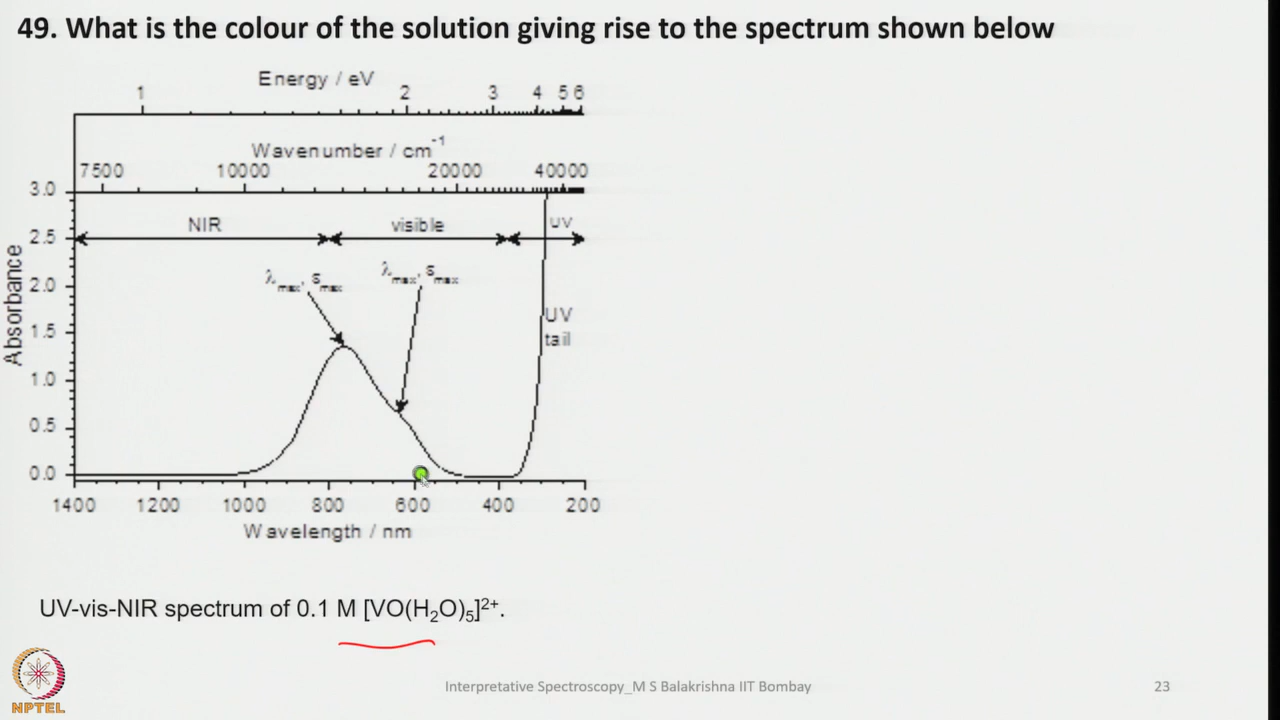 49. What is the colour of the solution giving rise to the spectrum shown below
Energy / eV
1 2 3 4 5 6
Wavenumber / cm⁻¹
7500 10000 20000 40000
3.0
NIR visible UV
2.5
λmax, εmax λmax, εmax
2.0
UV
tail
1.5
1.0
0.5
0.0
Absorbance
1400 1200 1000 800 600 400 200
Wavelength / nm
UV-vis-NIR spectrum of 0.1 M [VO(H₂O)₅]²⁺.
NPTEL
Interpretative Spectroscopy_M S Balakrishna IIT Bombay
23